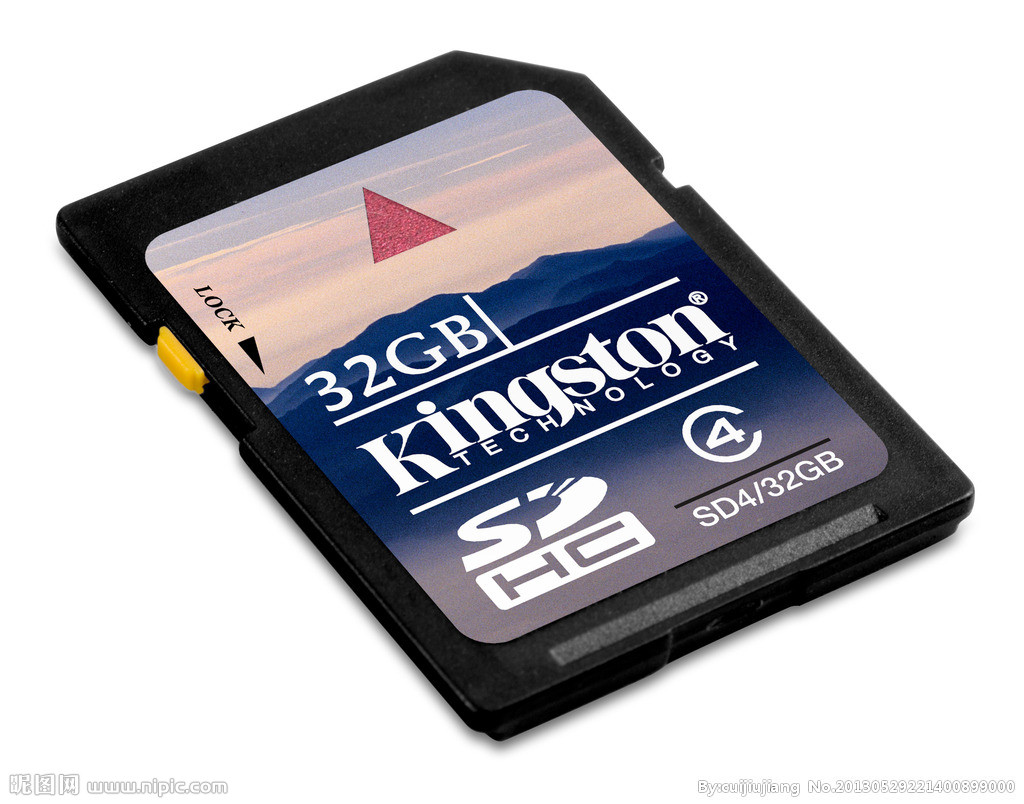 LOCK
32GB
Kingston®
TECHNOLOGY
4
SD
HC
SD4/32GB
昵图网 www.nipic.com
By:cuijiujiang No.20130529221400899000